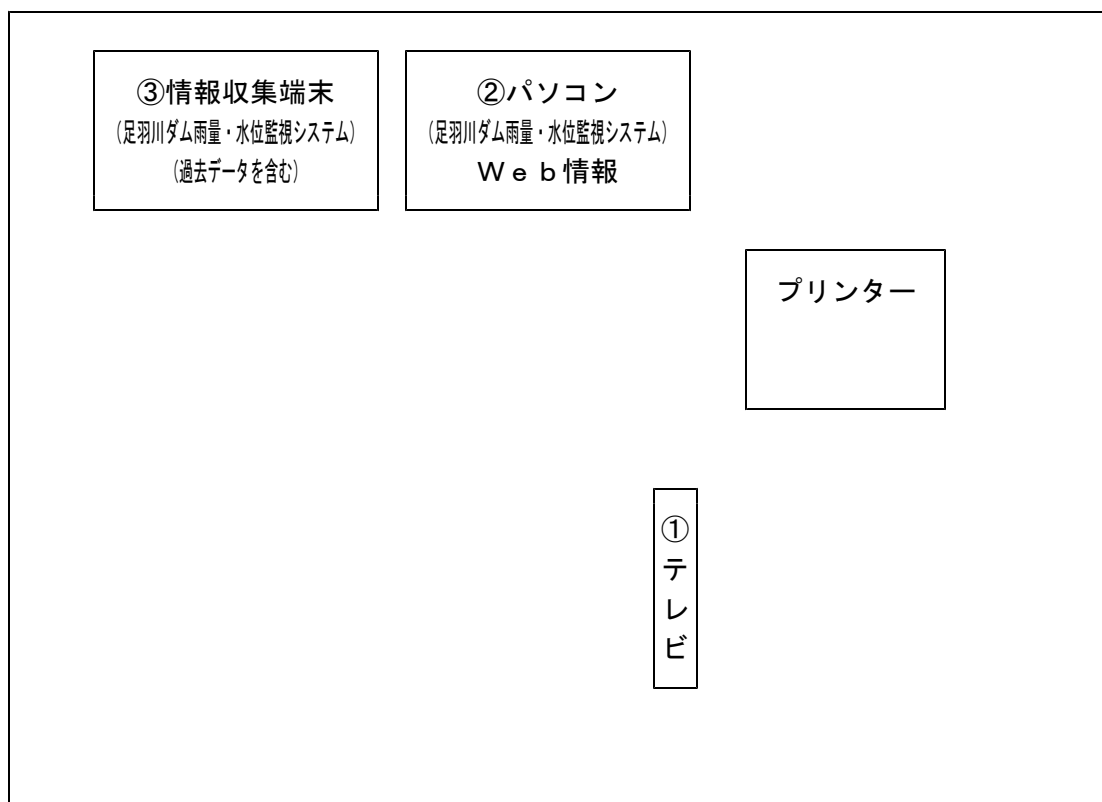 ③情報収集端末
(足羽川ダム雨量・水位監視システム)
(過去データを含む)
②パソコン
(足羽川ダム雨量・水位監視システム)
Ｗｅｂ情報
プリンター
①テレビ